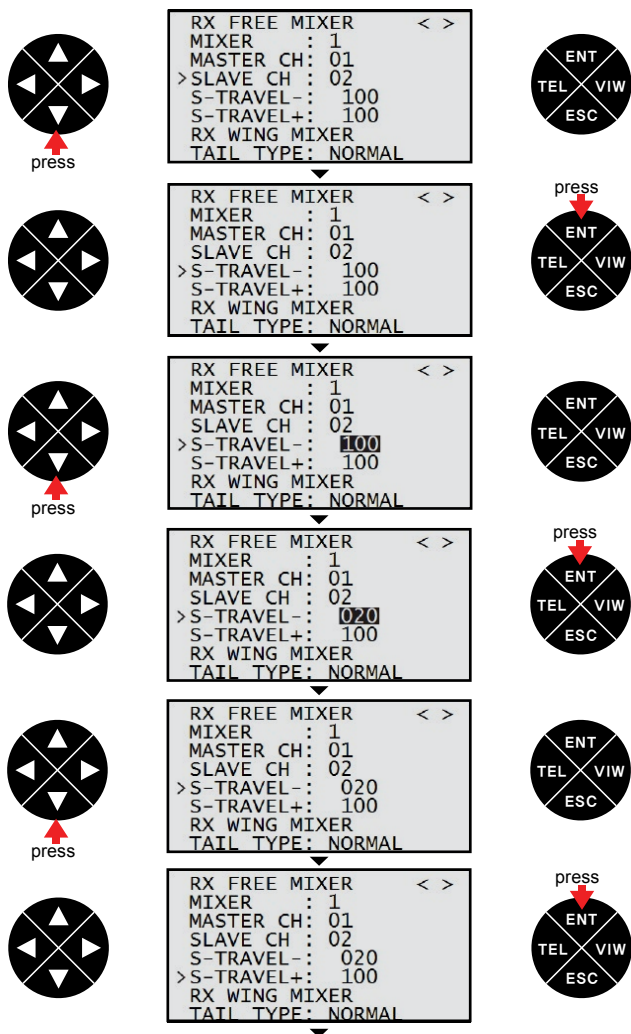 RX FREE MIXER < >
MIXER : 1
MASTER CH: 01
>SLAVE CH : 02
S-TRAVEL-: 100
S-TRAVEL+: 100
RX WING MIXER
TAIL TYPE: NORMAL
ENT
TEL VIW
ESC
press
RX FREE MIXER < >
MIXER : 1
MASTER CH: 01
SLAVE CH : 02
>S-TRAVEL-: 100
S-TRAVEL+: 100
RX WING MIXER
TAIL TYPE: NORMAL
press
ENT
TEL VIW
ESC
RX FREE MIXER < >
MIXER : 1
MASTER CH: 01
SLAVE CH : 02
>S-TRAVEL-: 100
S-TRAVEL+: 100
RX WING MIXER
TAIL TYPE: NORMAL
ENT
TEL VIW
ESC
press
RX FREE MIXER < >
MIXER : 1
MASTER CH: 01
SLAVE CH : 02
>S-TRAVEL-: 020
S-TRAVEL+: 100
RX WING MIXER
TAIL TYPE: NORMAL
press
ENT
TEL VIW
ESC
RX FREE MIXER < >
MIXER : 1
MASTER CH: 01
SLAVE CH : 02
>S-TRAVEL-: 020
S-TRAVEL+: 100
RX WING MIXER
TAIL TYPE: NORMAL
ENT
TEL VIW
ESC
press
RX FREE MIXER < >
MIXER : 1
MASTER CH: 01
SLAVE CH : 02
S-TRAVEL-: 020
>S-TRAVEL+: 100
RX WING MIXER
TAIL TYPE: NORMAL
press
ENT
TEL VIW
ESC